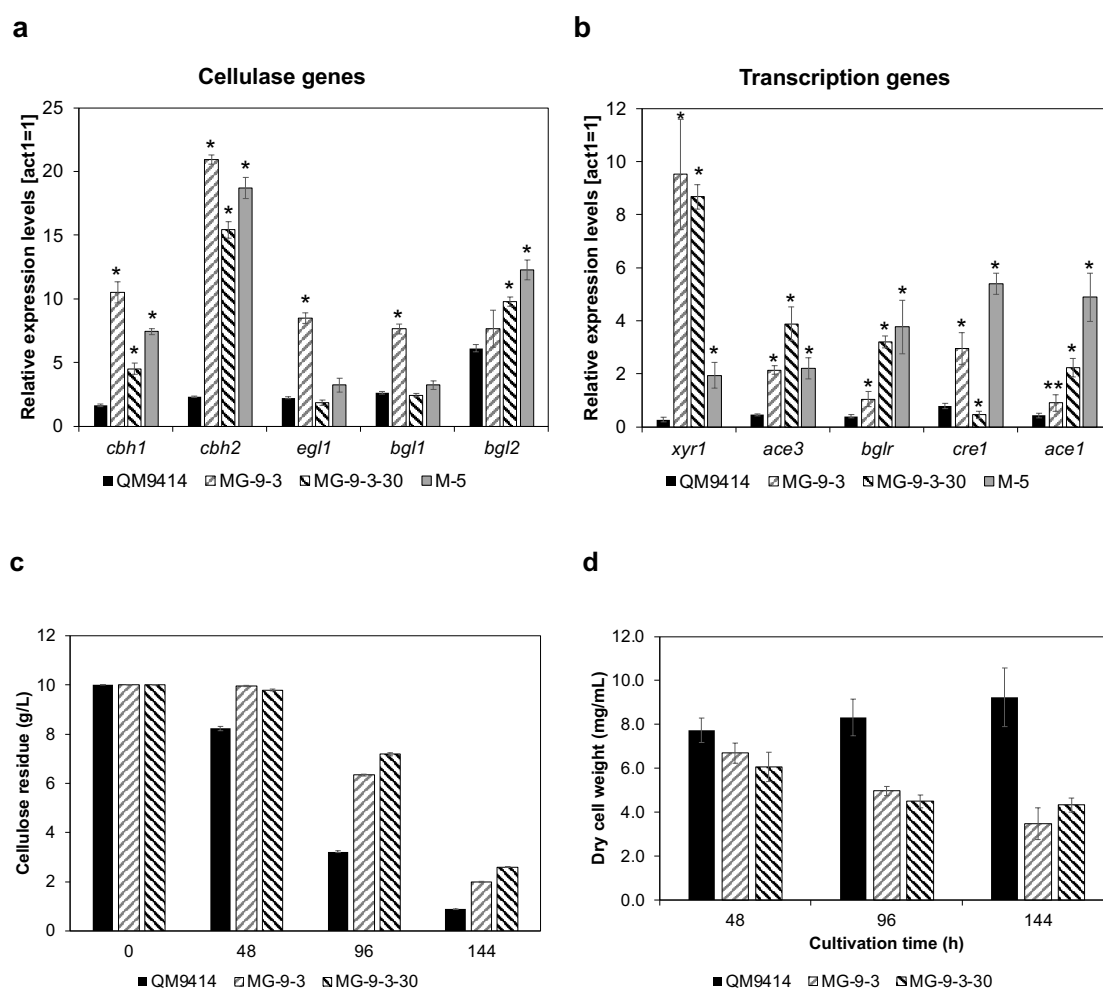 a
Cellulase genes
Relative expression levels [act1=1]
25
20
15
10
5
0
* * * * * * * * * *
cbh1 cbh2 egl1 bgl1 bgl2
QM9414 MG-9-3 MG-9-3-30 M-5
b
Transcription genes
Relative expression levels [act1=1]
12
10
8
6
4
2
0
* * * * * * * * * * * * ** * *
xyr1 ace3 bglr cre1 ace1
QM9414 MG-9-3 MG-9-3-30 M-5
c
Cellulose residue (g/L)
12
10
8
6
4
2
0
0 48 96 144
QM9414 MG-9-3 MG-9-3-30
d
Dry cell weight (mg/mL)
12.0
10.0
8.0
6.0
4.0
2.0
0.0
48 96 144
Cultivation time (h)
QM9414 MG-9-3 MG-9-3-30